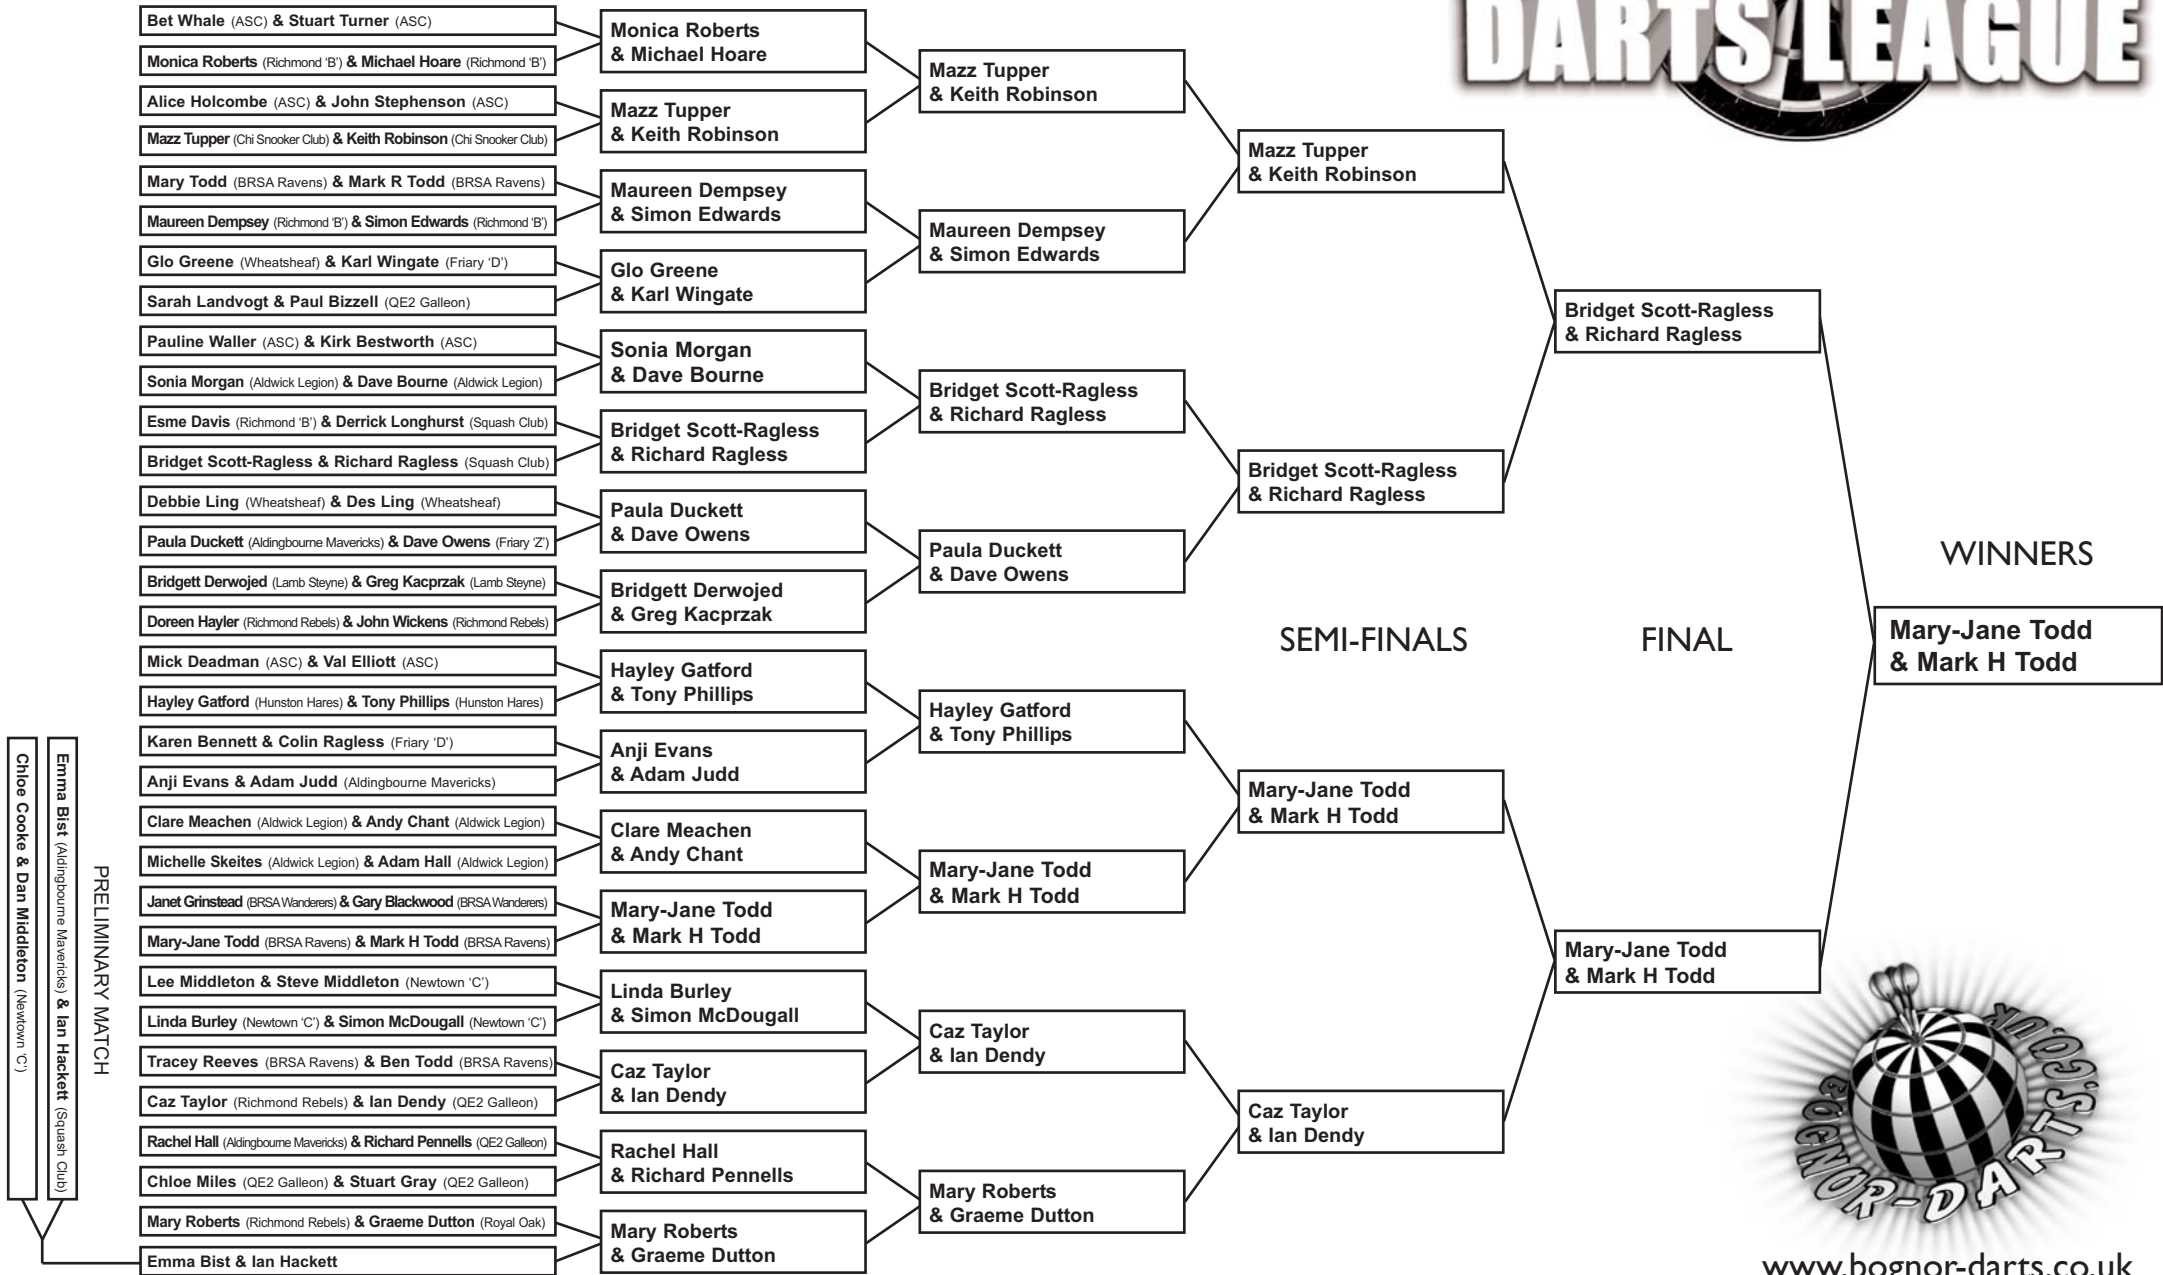 DARTS LEAGUE
Bet Whale (ASC) & Stuart Turner (ASC)
Monica Roberts (Richmond ‘B’) & Michael Hoare (Richmond ‘B’)
Alice Holcombe (ASC) & John Stephenson (ASC)
Mazz Tupper (Chi Snooker Club) & Keith Robinson (Chi Snooker Club)
Mary Todd (BRSA Ravens) & Mark R Todd (BRSA Ravens)
Maureen Dempsey (Richmond ‘B’) & Simon Edwards (Richmond ‘B’)
Glo Greene (Wheatsheaf) & Karl Wingate (Friary ‘D’)
Sarah Landvogt & Paul Bizzell (QE2 Galleon)
Pauline Waller (ASC) & Kirk Bestworth (ASC)
Sonia Morgan (Aldwick Legion) & Dave Bourne (Aldwick Legion)
Esme Davis (Richmond ‘B’) & Derrick Longhurst (Squash Club)
Bridget Scott-Ragless & Richard Ragless (Squash Club)
Debbie Ling (Wheatsheaf) & Des Ling (Wheatsheaf)
Paula Duckett (Aldingbourne Mavericks) & Dave Owens (Friary ‘Z’)
Bridgett Derwojed (Lamb Steyne) & Greg Kacprzak (Lamb Steyne)
Doreen Hayler (Richmond Rebels) & John Wickens (Richmond Rebels)
Mick Deadman (ASC) & Val Elliott (ASC)
Hayley Gatford (Hunston Hares) & Tony Phillips (Hunston Hares)
Karen Bennett & Colin Ragless (Friary ‘D’)
Anji Evans & Adam Judd (Aldingbourne Mavericks)
Clare Meachen (Aldwick Legion) & Andy Chant (Aldwick Legion)
Michelle Skeites (Aldwick Legion) & Adam Hall (Aldwick Legion)
Janet Grinstead (BRSA Wanderers) & Gary Blackwood (BRSA Wanderers)
Mary-Jane Todd (BRSA Ravens) & Mark H Todd (BRSA Ravens)
Lee Middleton & Steve Middleton (Newtown ‘C’)
Linda Burley (Newtown ‘C’) & Simon McDougall (Newtown ‘C’)
Tracey Reeves (BRSA Ravens) & Ben Todd (BRSA Ravens)
Caz Taylor (Richmond Rebels) & Ian Dendy (QE2 Galleon)
Rachel Hall (Aldingbourne Mavericks) & Richard Pennells (QE2 Galleon)
Chloe Miles (QE2 Galleon) & Stuart Gray (QE2 Galleon)
Mary Roberts (Richmond Rebels) & Graeme Dutton (Royal Oak)
Emma Bist & Ian Hackett
PRELIMINARY MATCH
Emma Bist (Aldingbourne Mavericks) & Ian Hackett (Squash Club)
Chloe Cooke & Dan Middleton (Newtown ‘C’)
Monica Roberts
& Michael Hoare
Mazz Tupper
& Keith Robinson
Maureen Dempsey
& Simon Edwards
Glo Greene
& Karl Wingate
Sonia Morgan
& Dave Bourne
Bridget Scott-Ragless
& Richard Ragless
Paula Duckett
& Dave Owens
Bridgett Derwojed
& Greg Kacprzak
Hayley Gatford
& Tony Phillips
Anji Evans
& Adam Judd
Clare Meachen
& Andy Chant
Mary-Jane Todd
& Mark H Todd
Linda Burley
& Simon McDougall
Caz Taylor
& Ian Dendy
Rachel Hall
& Richard Pennells
Mary Roberts
& Graeme Dutton
Mazz Tupper
& Keith Robinson
Maureen Dempsey
& Simon Edwards
Bridget Scott-Ragless
& Richard Ragless
Paula Duckett
& Dave Owens
Hayley Gatford
& Tony Phillips
Mary-Jane Todd
& Mark H Todd
Caz Taylor
& Ian Dendy
Mary Roberts
& Graeme Dutton
Mazz Tupper
& Keith Robinson
Bridget Scott-Ragless
& Richard Ragless
SEMI-FINALS
Mary-Jane Todd
& Mark H Todd
Caz Taylor
& Ian Dendy
Bridget Scott-Ragless
& Richard Ragless
FINAL
Mary-Jane Todd
& Mark H Todd
WINNERS
Mary-Jane Todd
& Mark H Todd
BOGNOR-DARTS.CO.UK
www.bognor-darts.co.uk